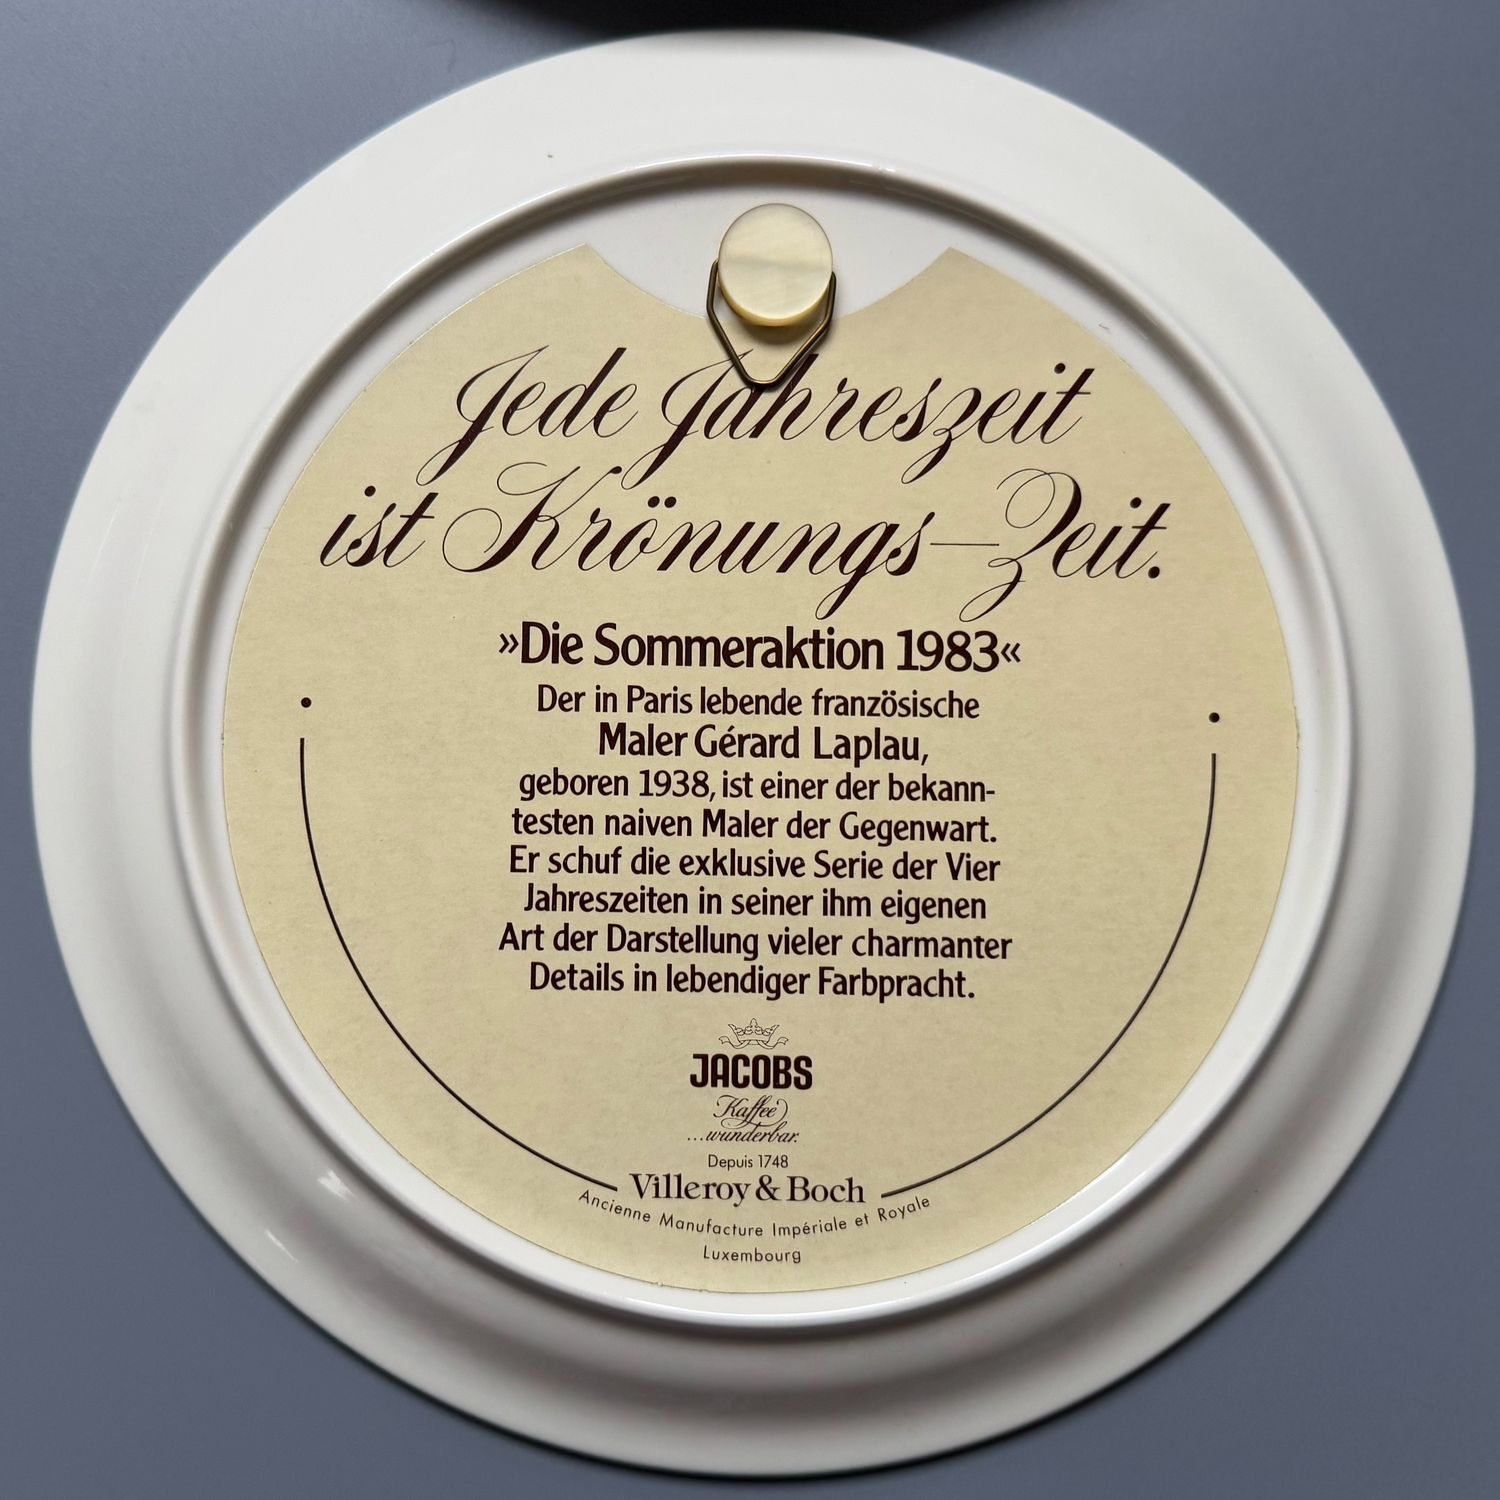 Jede Jahreszeit
ist Krönungs-Zeit.
»Die Sommeraktion 1983«
Der in Paris lebende französische
Maler Gérard Laplau,
geboren 1938, ist einer der bekann-
testen naiven Maler der Gegenwart.
Er schuf die exklusive Serie der Vier
Jahreszeiten in seiner ihm eigenen
Art der Darstellung vieler charmanter
Details in lebendiger Farbpracht.
JACOBS
Kaffee
...wunderbar.
Depuis 1748
Villeroy & Boch
Ancienne Manufacture Impériale et Royale
Luxembourg